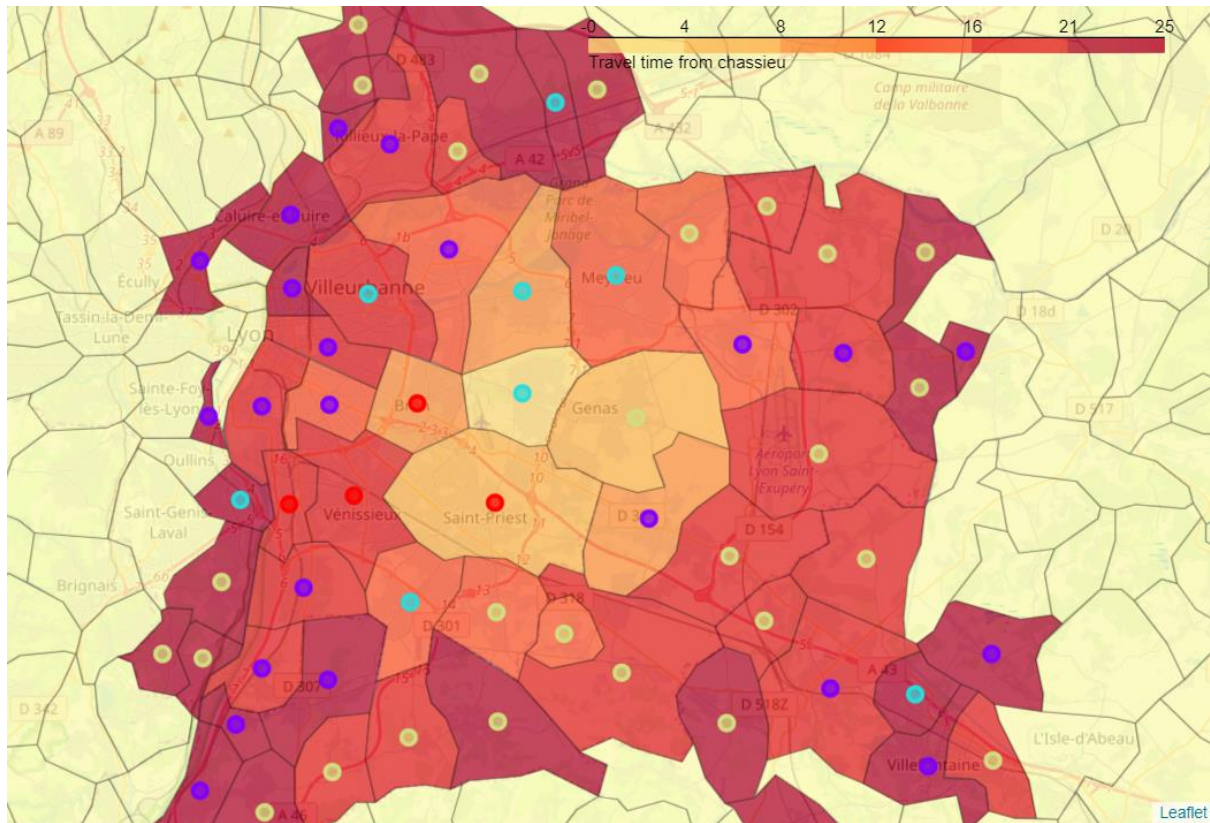 -0 4 8 12 16 21 25
Travel time from chassieu
D 483
D 1084
Camp militaire
de la Valbonne
A 89
A 432
Rillieux-la-Pape
A 42
Grand
Parc de
Miribel-
Jonage
Caluire-et-Cuire
D 20
Écully
Meyzieu
Villeurbanne
Tassin-la-Demi-
Lune
Lyon
D 302
D 18d
Sainte-Foy-
lès-Lyon
Bron
Genas
D 517
Oullins
Aéroport
Lyon Saint-
Exupéry
Saint-Genis-
Laval
Vénissieux
Saint-Priest
D 154
Brignais
D 318
D 301
A 43
D 307
D 342
D 518Z
L'Isle-d'Abeau
Villefontaine
A 46
Leaflet